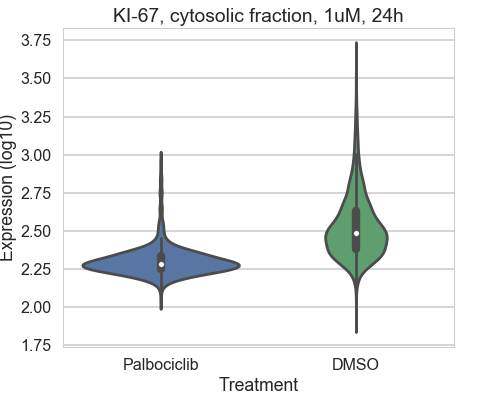 KI-67, cytosolic fraction, 1uM, 24h
3.75
3.50
3.25
3.00
2.75
2.50
2.25
2.00
1.75
Expression (log10)
Palbociclib DMSO
Treatment